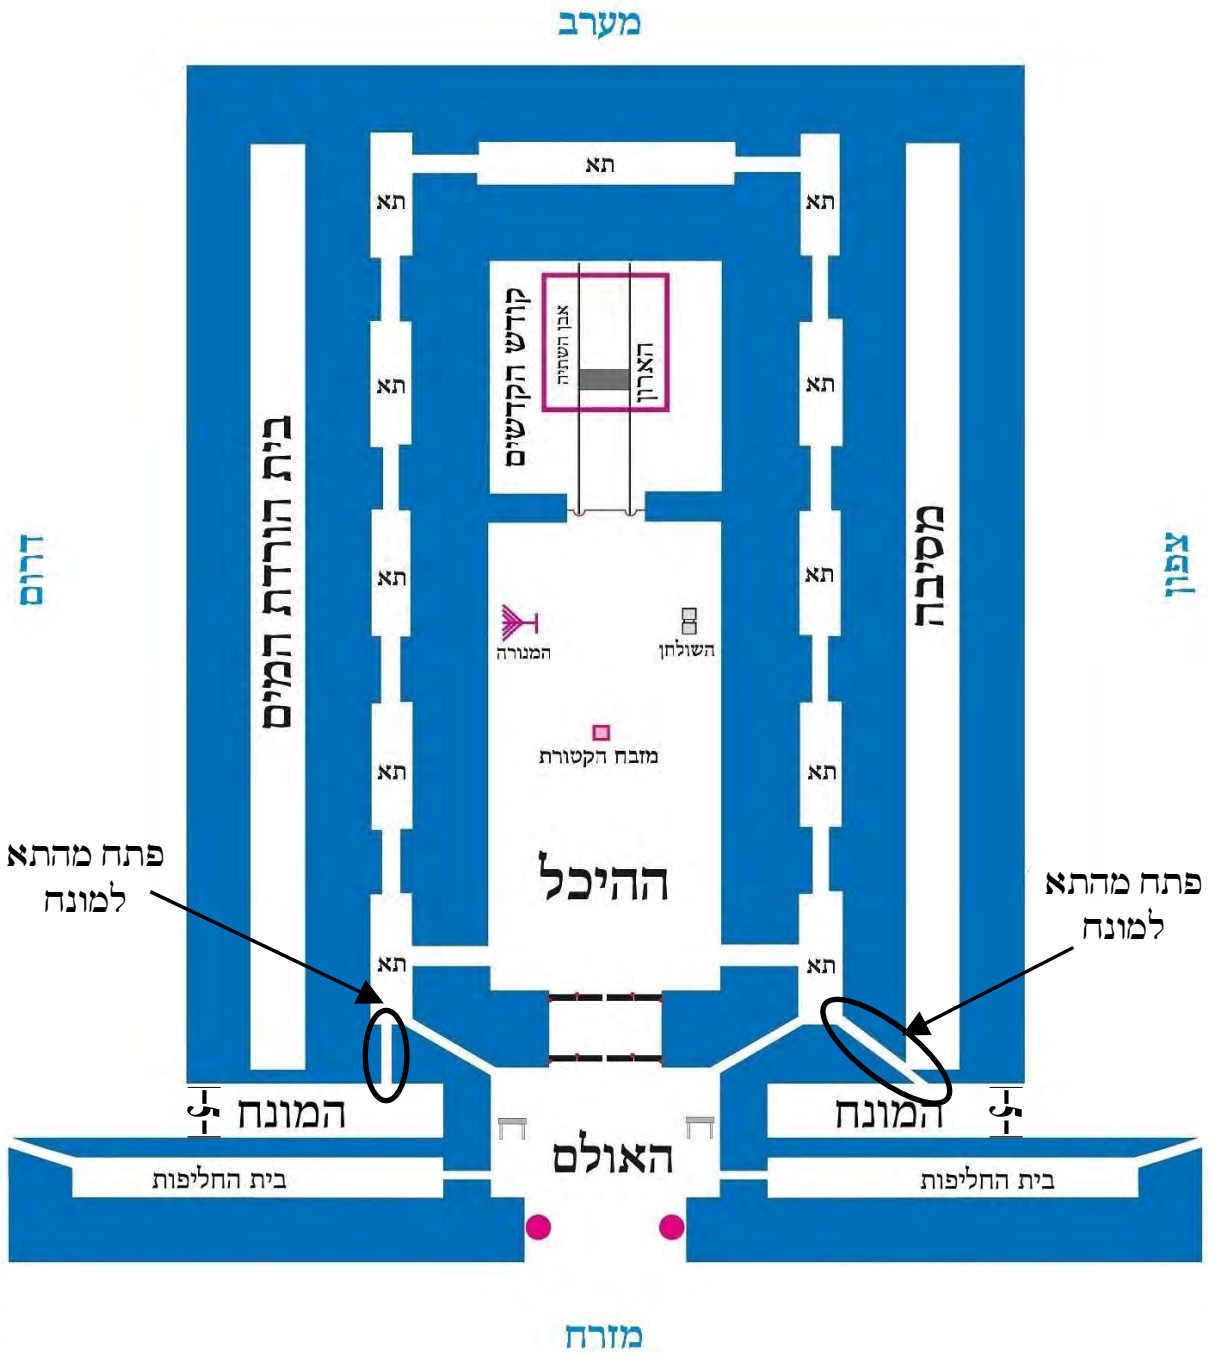 מערב
תא
תא
תא
קודש הקדשים
אבן השתיה
הארון
תא
תא
בית הורדת המים
מסיבה
דרום
צפון
תא
תא
המנורה
השולחן
מזבח הקטורת
תא
תא
ההיכל
פתח מהתא
למונח
פתח מהתא
למונח
תא
תא
המונח
5
המונח
5
האולם
בית החליפות
בית החליפות
מזרח